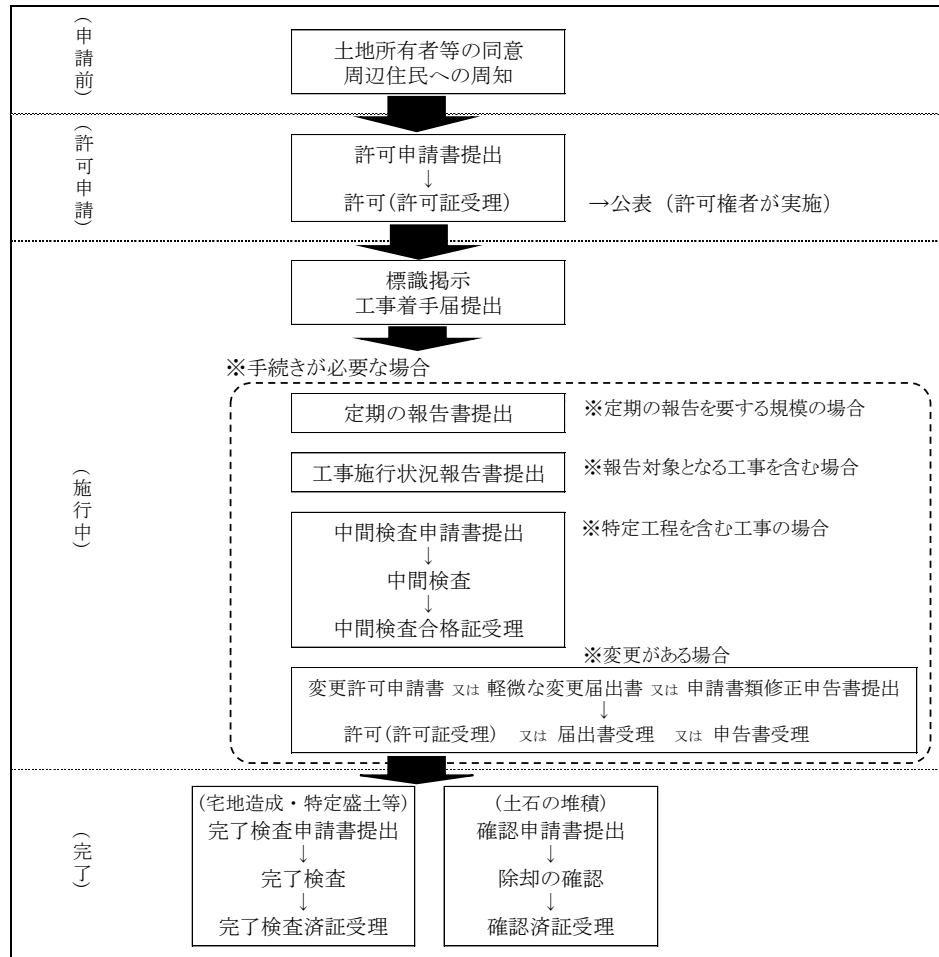 （申請前）
土地所有者等の同意
周辺住民への周知
（許可申請）
許可申請書提出
↓
許可(許可証受理)
→公表（許可権者が実施）
（施行中）
標識掲示
工事着手届提出
※手続きが必要な場合
定期の報告書提出
※定期の報告を要する規模の場合
工事施行状況報告書提出
※報告対象となる工事を含む場合
中間検査申請書提出
※特定工程を含む工事の場合
↓
中間検査
↓
中間検査合格証受理
※変更がある場合
変更許可申請書 又は 軽微な変更届出書 又は 申請書類修正申告書提出
↓
許可(許可証受理) 又は 届出書受理 又は 申告書受理
（完了）
(宅地造成・特定盛土等)
完了検査申請書提出
↓
完了検査
↓
完了検査済証受理
(土石の堆積)
確認申請書提出
↓
除却の確認
↓
確認済証受理